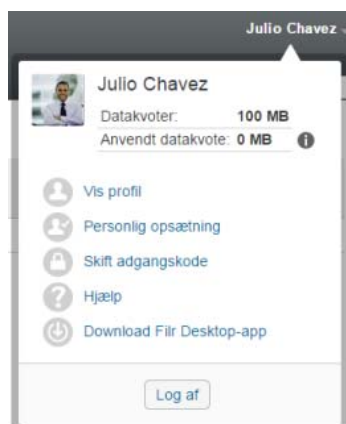 Julio Chavez
Julio Chavez
Datakvoter: 100 MB
Anvendt datakvote: 0 MB
Vis profil
Personlig opsætning
Skift adgangskode
Hjælp
Download Filr Desktop-app
Log af